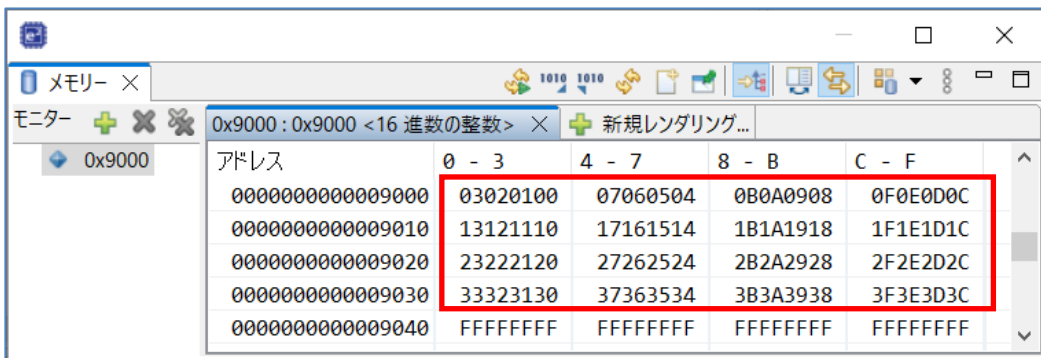 メモリー
モニター
0x9000 : 0x9000 <16 進数の整数>
新規レンダリング...
0x9000
アドレス 0 - 3 4 - 7 8 - B C - F
0000000000009000 03020100 07060504 0B0A0908 0F0E0D0C
0000000000009010 13121110 17161514 1B1A1918 1F1E1D1C
0000000000009020 23222120 27262524 2B2A2928 2F2E2D2C
0000000000009030 33323130 37363534 3B3A3938 3F3E3D3C
0000000000009040 FFFFFFFF FFFFFFFF FFFFFFFF FFFFFFFF